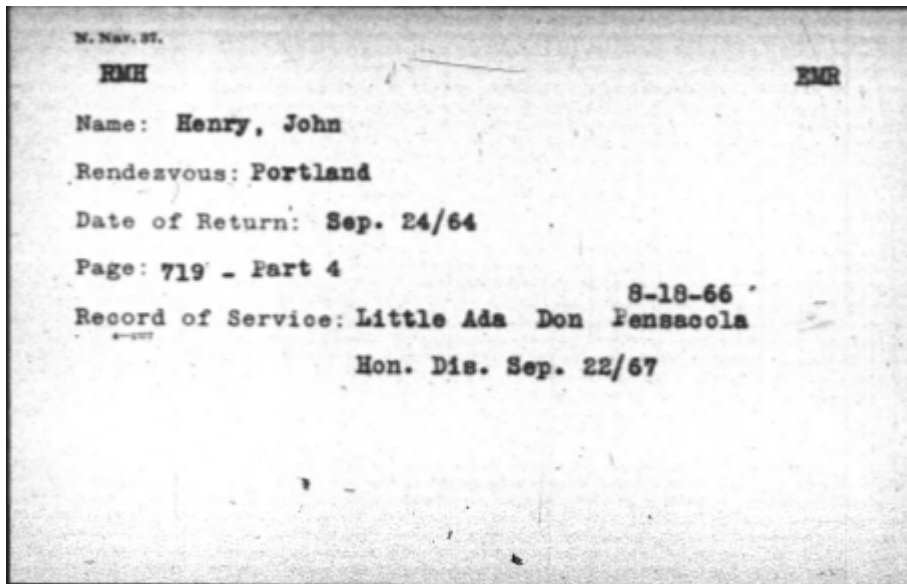 N. Nav. 37.
RMH EMR
Name: Henry, John
Rendezvous: Portland
Date of Return: Sep. 24/64
Page: 719 - Part 4
8-18-66
Record of Service: Little Ada Don Pensacola
Hon. Dis. Sep. 22/67